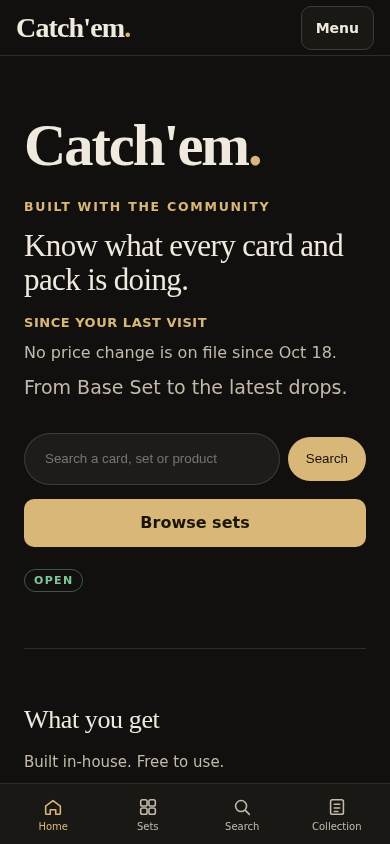 Catch'em.
Menu
Catch'em.
BUILT WITH THE COMMUNITY
Know what every card and
pack is doing.
SINCE YOUR LAST VISIT
No price change is on file since Oct 18.
From Base Set to the latest drops.
Search a card, set or product
Search
Browse sets
OPEN
What you get
Built in-house. Free to use.
Home
Sets
Search
Collection